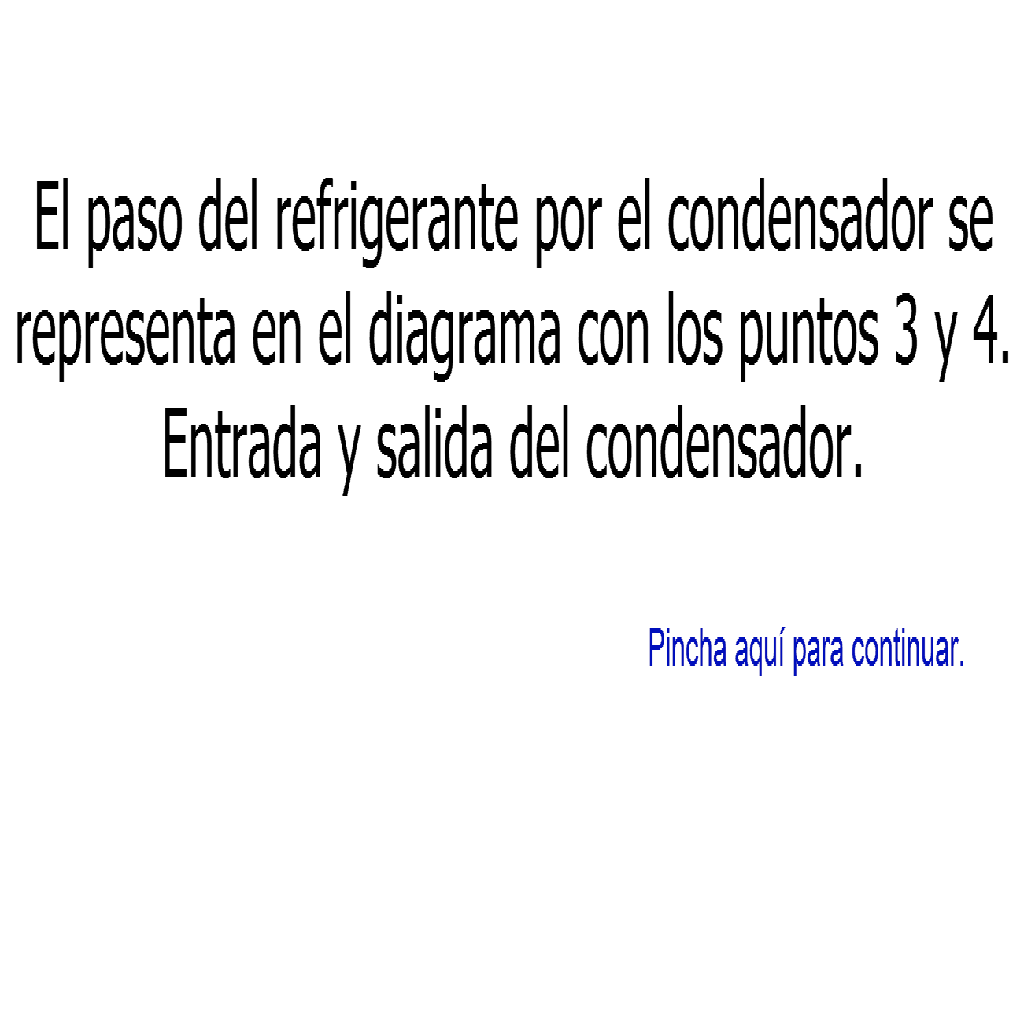 El paso del refrigerante por el condensador se
representa en el diagrama con los puntos 3 y 4.
Entrada y salida del condensador.
Pincha aquí para continuar.